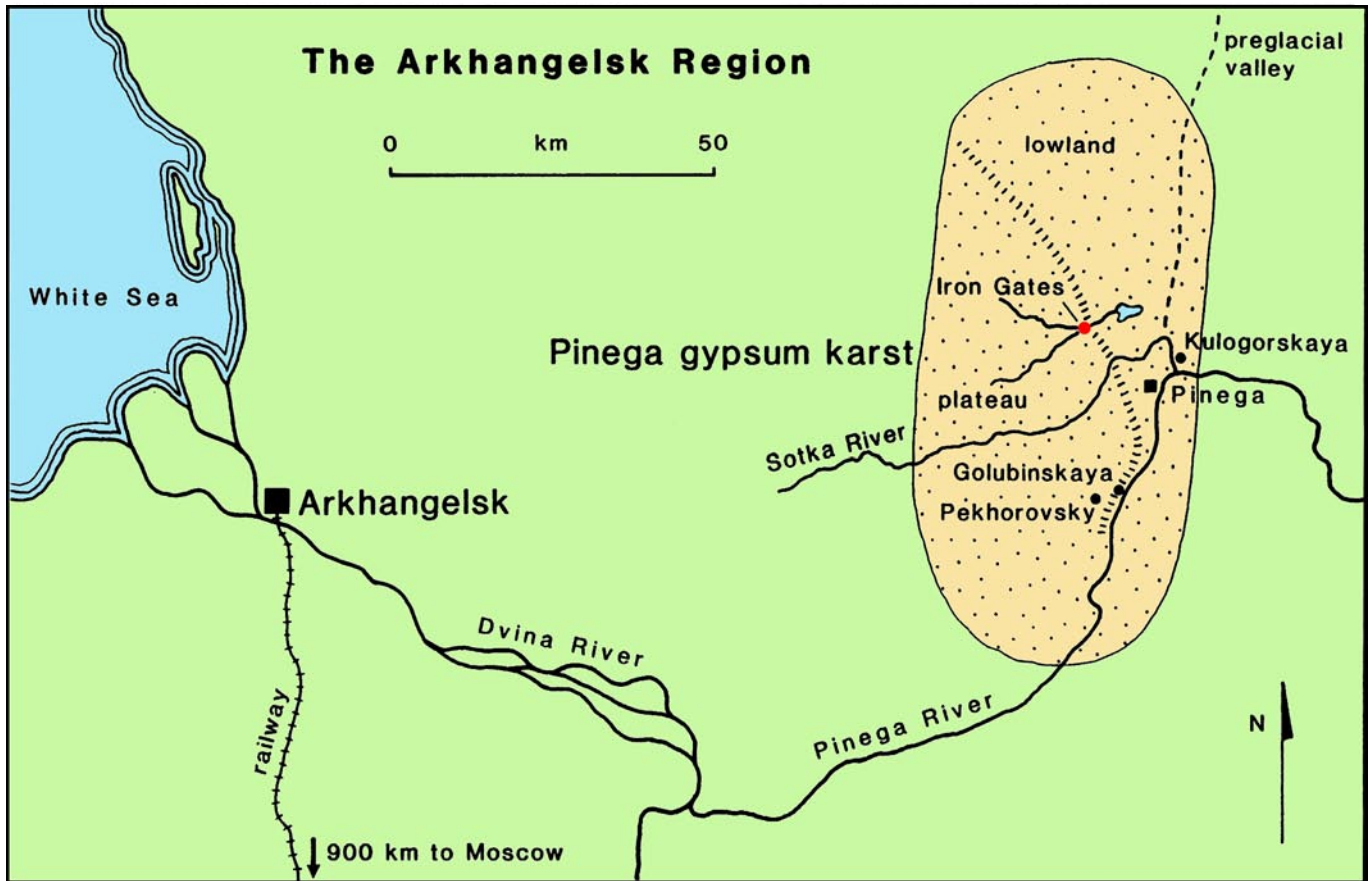 The Arkhangelsk Region
preglacial
valley
0 km 50
lowland
White Sea
Iron Gates
Pinega gypsum karst
Kulogorskaya
Pinega
plateau
Sotka River
Golubinskaya
Pekhorovsky
Arkhangelsk
Dvina River
railway
Pinega River
N
900 km to Moscow